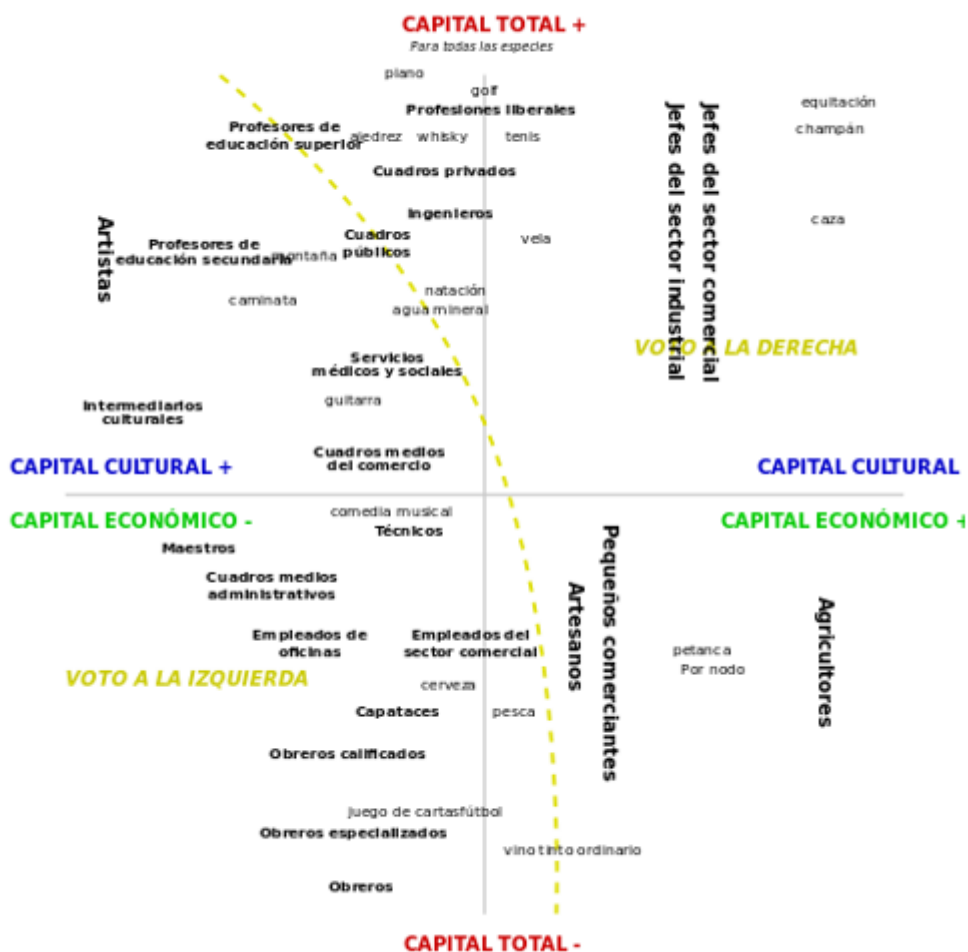 CAPITAL TOTAL +
Para todas las especies
piano
golf
Profesiones liberales
equitación
Profesores de
educación superior
ajedrez
whisky
tenis
champán
Jefes del sector industrial
Jefes del sector comercial
Cuadros privados
Ingenieros
caza
Artistas
Cuadros
públicos
vela
Profesores de
educación secundaria
montaña
natación
caminata
agua mineral
VOTO A LA DERECHA
Servicios
médicos y sociales
guitarra
Intermediarios
culturales
Cuadros medios
del comercio
CAPITAL CULTURAL +
CAPITAL CULTURAL
CAPITAL ECONÓMICO -
CAPITAL ECONÓMICO +
comedia musical
Técnicos
Maestros
Cuadros medios
administrativos
Artesanos
Pequeños comerciantes
Agricultores
Empleados de
oficinas
Empleados del
sector comercial
petanca
Por nodo
VOTO A LA IZQUIERDA
cerveza
Capataces
pesca
Obreros calificados
juego de cartas
fútbol
Obreros especializados
vino tinto ordinario
Obreros
CAPITAL TOTAL -